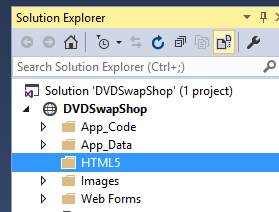 Solution Explorer
Search Solution Explorer (Ctrl+;)
Solution 'DVDSwapShop' (1 project)
DVDSwapShop
App_Code
App_Data
HTML5
Images
Web Forms